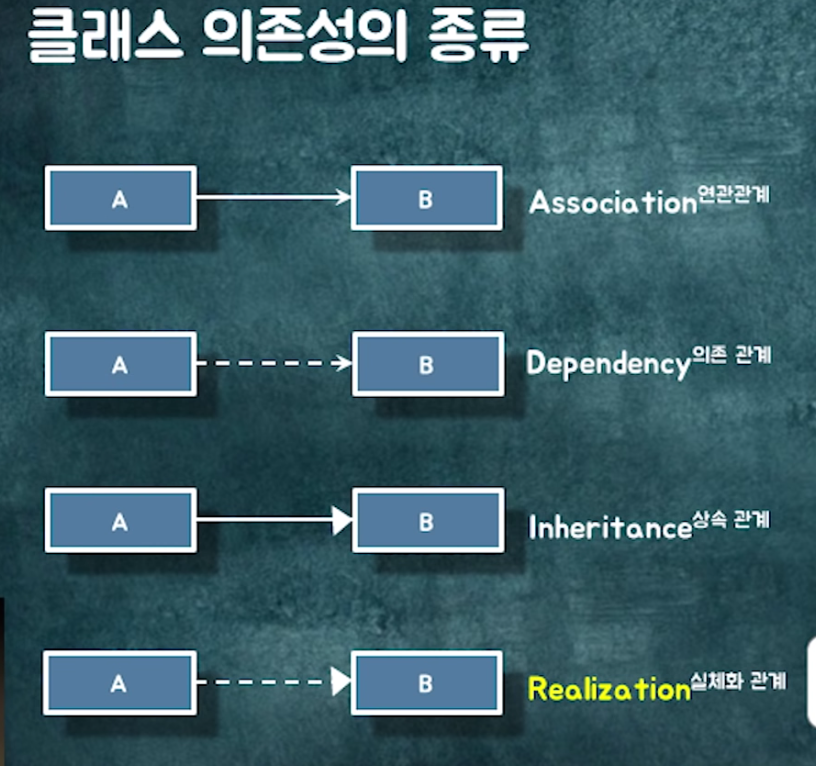 클래스 의존성의 종류
A B Association연관관계
A B Dependency의존 관계
A B Inheritance상속 관계
A B Realization실체화 관계